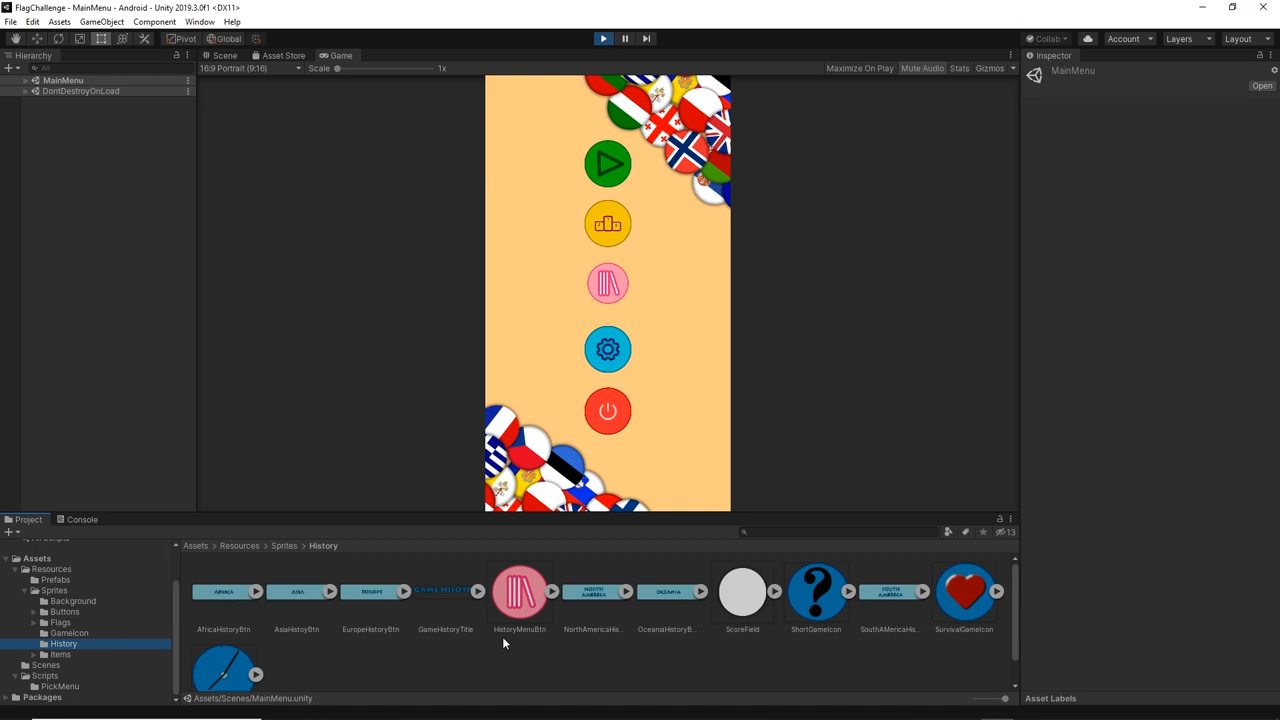 FlagChallenge - MainMenu - Android - Unity 2019.3.0f1 <DX11>
File Edit Assets GameObject Component Window Help
Pivot Global Collab Account Layers Layout
Hierarchy Scene Asset Store Game Inspector
All 16:9 Portrait (9:16) Scale 1x Maximize On Play Mute Audio Stats Gizmos
MainMenu
DontDestroyOnLoad
MainMenu
Open
Project Console
13
Assets > Resources > Sprites > History
Assets
Resources
Prefabs
Sprites
Background
Buttons
Flags
GameIcon
History
Items
Scenes
Scripts
PickMenu
Packages
AFRICA ASIA EUROPE GAME HISOTRY NORTH AMERICA OCEANIA SOUTH AMERICA
AfricaHistoryBtn AsiaHistoyBtn EuropeHistoryBtn GameHistoryTitle HistoryMenuBtn NorthAmericaHis... OceaniaHistoryB... ScoreField ShortGameIcon SouthAMericaHis... SurvivalGameIcon
Assets/Scenes/MainMenu.unity
Asset Labels